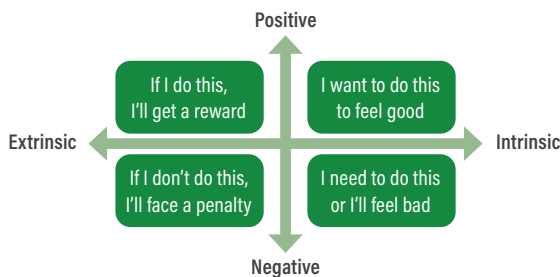 Positive
If I do this,
I'll get a reward
I want to do this
to feel good
Extrinsic
Intrinsic
If I don't do this,
I'll face a penalty
I need to do this
or I'll feel bad
Negative